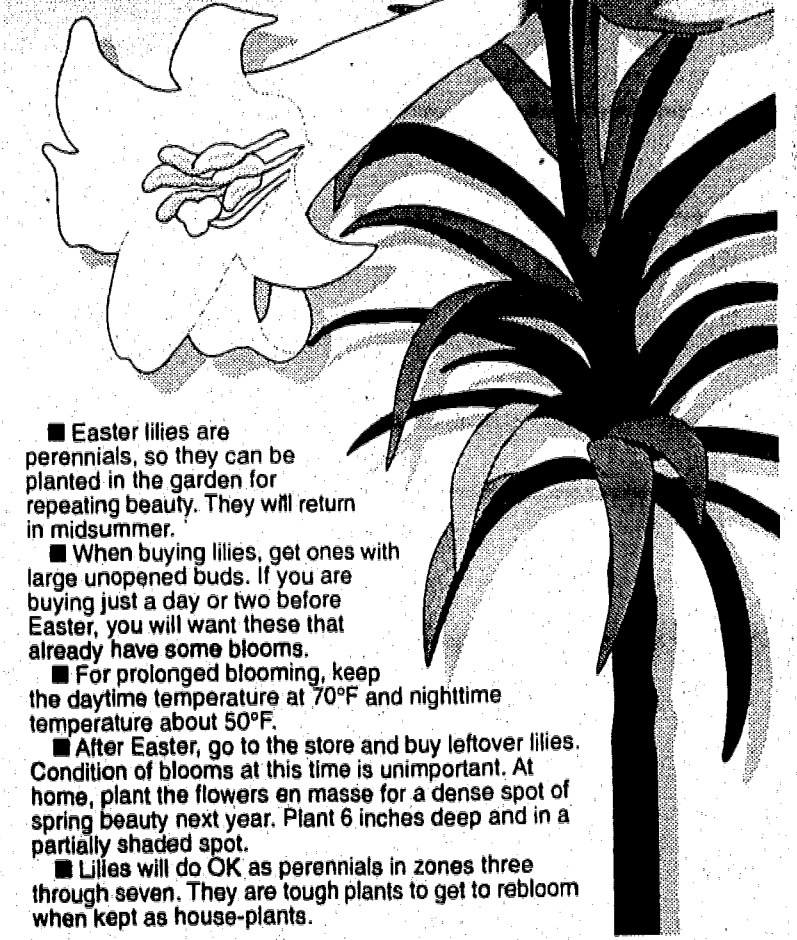 ■ Easter lilies are
perennials, so they can be
planted in the garden for
repeating beauty. They will return
in midsummer.
■ When buying lilies, get ones with
large unopened buds. If you are
buying just a day or two before
Easter, you will want these that
already have some blooms.
■ For prolonged blooming, keep
the daytime temperature at 70°F and nighttime
temperature about 50°F.
■ After Easter, go to the store and buy leftover lilies.
Condition of blooms at this time is unimportant. At
home, plant the flowers en masse for a dense spot of
spring beauty next year. Plant 6 inches deep and in a
partially shaded spot.
■ Lilies will do OK as perennials in zones three
through seven. They are tough plants to get to rebloom
when kept as house-plants.